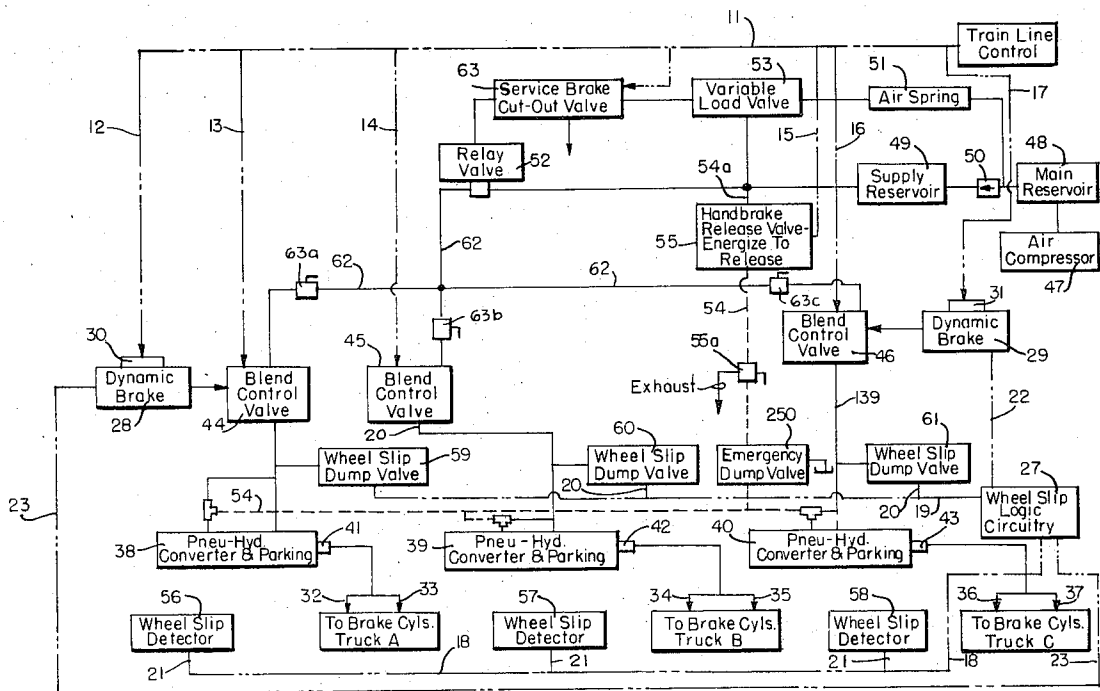 11
Train Line
Control
63
Service Brake
Cut-Out Valve
53
Variable
Load Valve
51
Air Spring
17
12
13
14
15
16
Relay
Valve
52
49
Supply
Reservoir
50
48
Main
Reservoir
54a
Handbrake
Release Valve-
Energize To
Release
55
62
63a
62
62
63c
Air
Compressor
47
63b
54
31
30
Dynamic
Brake
28
Blend
Control
Valve
44
45
Blend
Control
Valve
20
Blend
Control
Valve
46
Dynamic
Brake
29
55a
Exhaust
139
22
23
Wheel Slip
Dump Valve
59
60
Wheel Slip
Dump Valve
20
250
Emergency
Dump Valve
61
Wheel Slip
Dump Valve
20
19
27
Wheel Slip
Logic
Circuitry
54
38
Pneu-Hyd.
Converter & Parking
41
39
Pneu-Hyd.
Converter & Parking
42
40
Pneu-Hyd.
Converter & Parking
43
56
Wheel Slip
Detector
21
32
33
To Brake Cyls.
Truck A
57
Wheel Slip
Detector
21
34
35
To Brake Cyls.
Truck B
58
Wheel Slip
Detector
21
36
37
To Brake Cyls.
Truck C
18
18
23